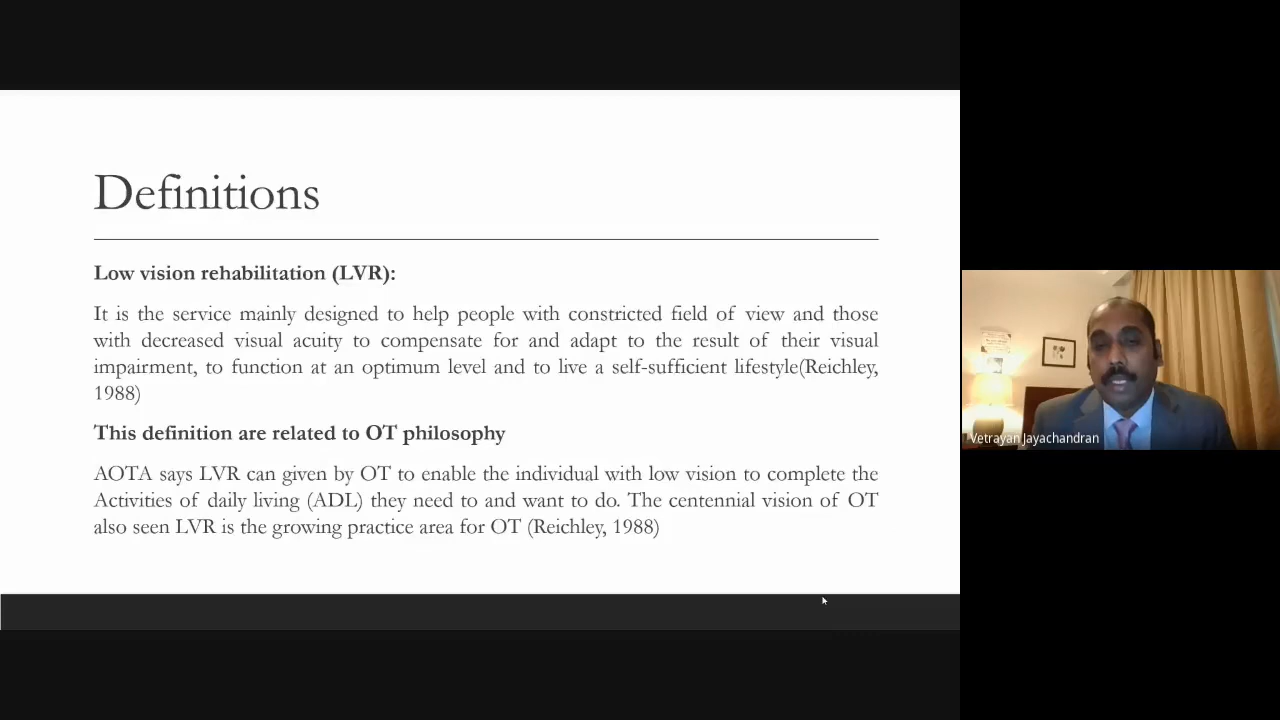 Definitions
Low vision rehabilitation (LVR):
It is the service mainly designed to help people with constricted field of view and those
with decreased visual acuity to compensate for and adapt to the result of their visual
impairment, to function at an optimum level and to live a self-sufficient lifestyle(Reichley,
1988)
This definition are related to OT philosophy
AOTA says LVR can given by OT to enable the individual with low vision to complete the
Activities of daily living (ADL) they need to and want to do. The centennial vision of OT
also seen LVR is the growing practice area for OT (Reichley, 1988)
Vetrayan Jayachandran